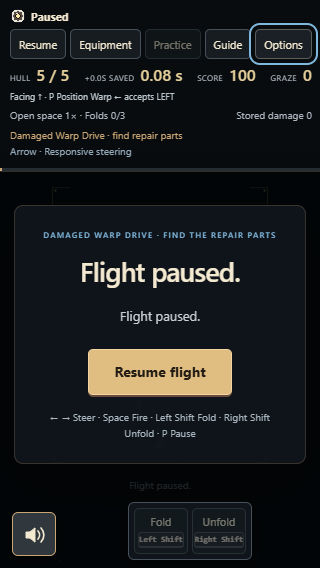 Paused
Resume Equipment Practice Guide Options
HULL 5 / 5 +0.0S SAVED 0.08 s SCORE 100 GRAZE 0
Facing ↑ · P Position Warp ← accepts LEFT
Open space 1× · Folds 0/3 Stored damage 0
Damaged Warp Drive · find repair parts
Arrow · Responsive steering
DAMAGED WARP DRIVE · FIND THE REPAIR PARTS
Flight paused.
Flight paused.
Resume flight
← → Steer · Space Fire · Left Shift Fold · Right Shift
Unfold · P Pause
Flight paused.
Fold Unfold
Left Shift Right Shift